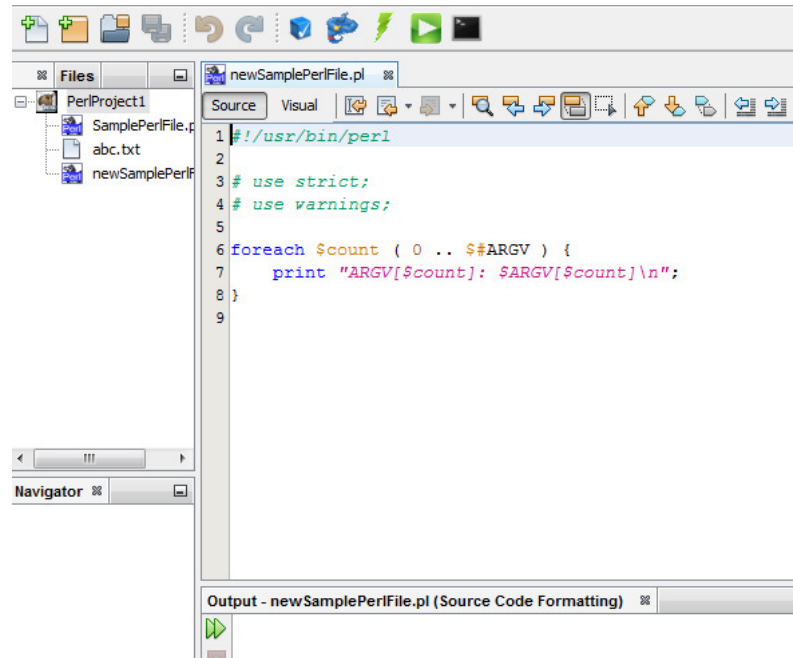 Files
newSamplePerlFile.pl
PerlProject1
SamplePerlFile.p
abc.txt
newSamplePerlF
Source Visual
1 #!/usr/bin/perl
2
3 # use strict;
4 # use warnings;
5
6 foreach $count ( 0 .. $#ARGV ) {
7     print "ARGV[$count]: $ARGV[$count]\n";
8 }
9
Navigator
Output - newSamplePerlFile.pl (Source Code Formatting)